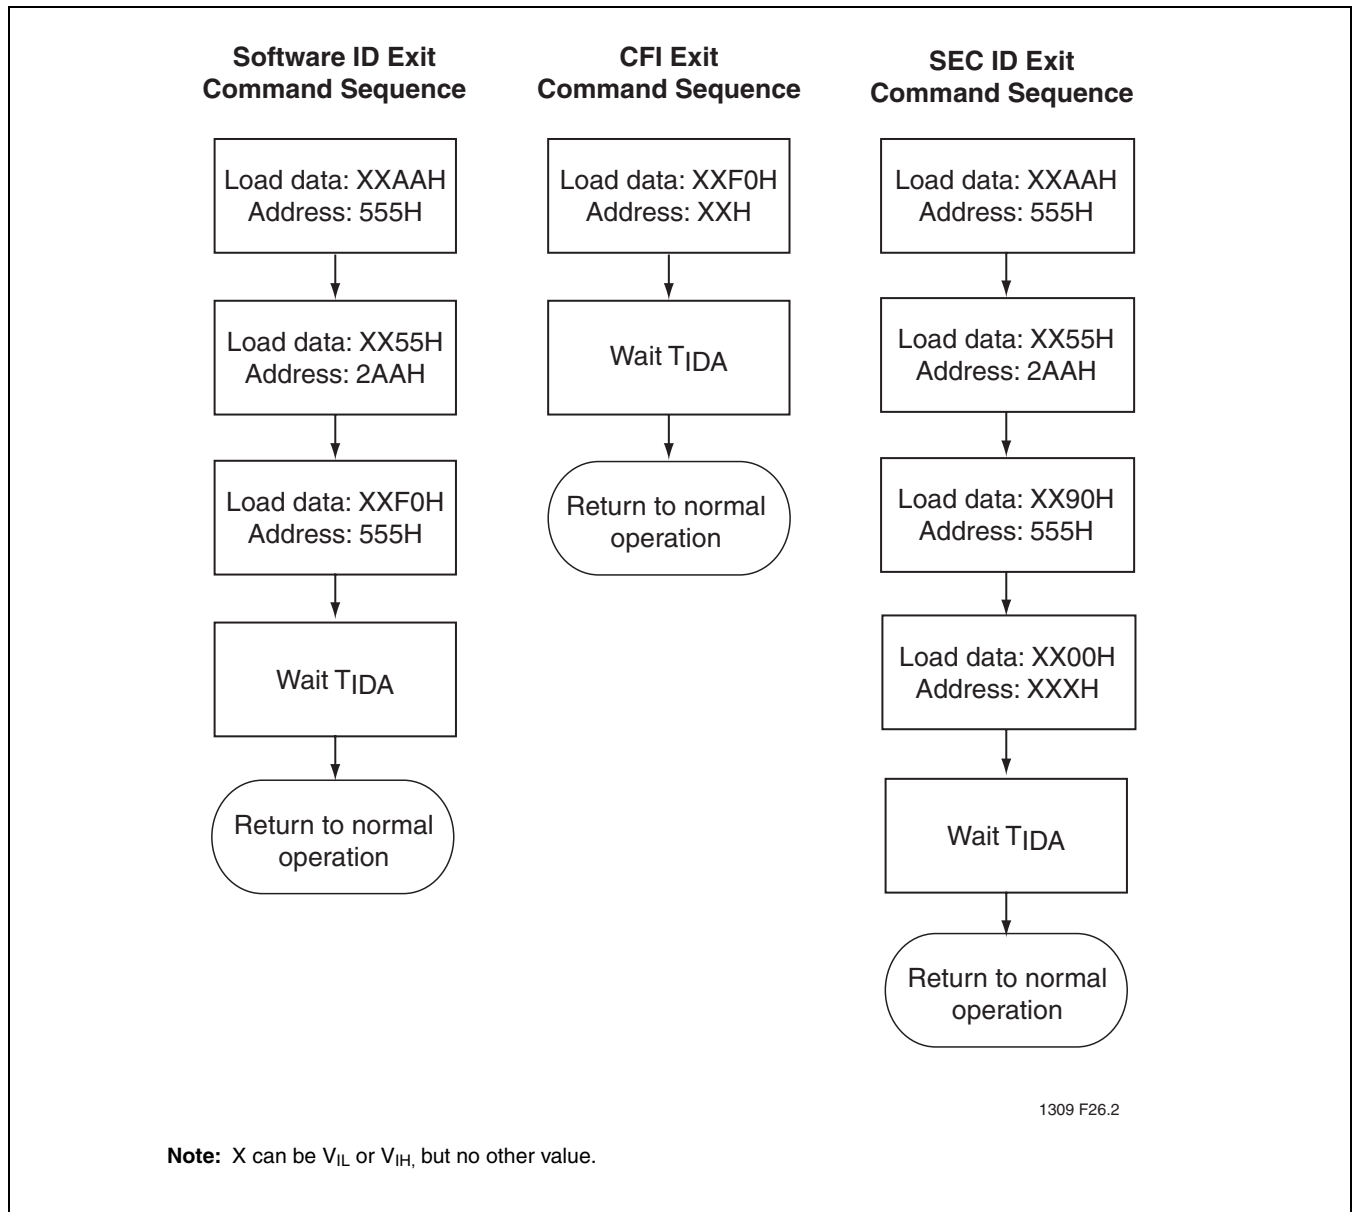 Software ID Exit
Command Sequence
Load data: XXAAH
Address: 555H
Load data: XX55H
Address: 2AAH
Load data: XXF0H
Address: 555H
Wait TIDA
Return to normal
operation
CFI Exit
Command Sequence
Load data: XXF0H
Address: XXH
Wait TIDA
Return to normal
operation
SEC ID Exit
Command Sequence
Load data: XXAAH
Address: 555H
Load data: XX55H
Address: 2AAH
Load data: XX90H
Address: 555H
Load data: XX00H
Address: XXXH
Wait TIDA
Return to normal
operation
1309 F26.2
Note: X can be VIL or VIH, but no other value.